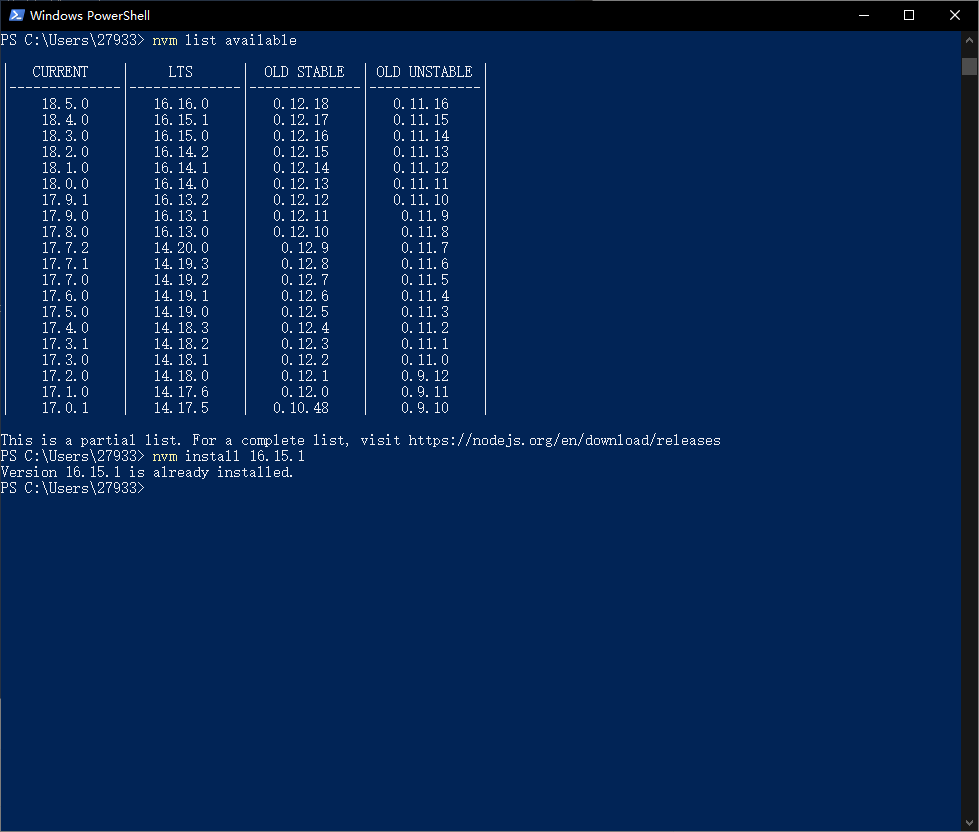 Windows PowerShell
PS C:\Users\27933> nvm list available
| CURRENT | LTS | OLD STABLE | OLD UNSTABLE |
|--------------|--------------|--------------|--------------|
| 18.5.0 | 16.16.0 | 0.12.18 | 0.11.16 |
| 18.4.0 | 16.15.1 | 0.12.17 | 0.11.15 |
| 18.3.0 | 16.15.0 | 0.12.16 | 0.11.14 |
| 18.2.0 | 16.14.2 | 0.12.15 | 0.11.13 |
| 18.1.0 | 16.14.1 | 0.12.14 | 0.11.12 |
| 18.0.0 | 16.14.0 | 0.12.13 | 0.11.11 |
| 17.9.1 | 16.13.2 | 0.12.12 | 0.11.10 |
| 17.9.0 | 16.13.1 | 0.12.11 | 0.11.9 |
| 17.8.0 | 16.13.0 | 0.12.10 | 0.11.8 |
| 17.7.2 | 14.20.0 | 0.12.9 | 0.11.7 |
| 17.7.1 | 14.19.3 | 0.12.8 | 0.11.6 |
| 17.7.0 | 14.19.2 | 0.12.7 | 0.11.5 |
| 17.6.0 | 14.19.1 | 0.12.6 | 0.11.4 |
| 17.5.0 | 14.19.0 | 0.12.5 | 0.11.3 |
| 17.4.0 | 14.18.3 | 0.12.4 | 0.11.2 |
| 17.3.1 | 14.18.2 | 0.12.3 | 0.11.1 |
| 17.3.0 | 14.18.1 | 0.12.2 | 0.11.0 |
| 17.2.0 | 14.18.0 | 0.12.1 | 0.9.12 |
| 17.1.0 | 14.17.6 | 0.12.0 | 0.9.11 |
| 17.0.1 | 14.17.5 | 0.10.48 | 0.9.10 |
This is a partial list. For a complete list, visit https://nodejs.org/en/download/releases
PS C:\Users\27933> nvm install 16.15.1
Version 16.15.1 is already installed.
PS C:\Users\27933>